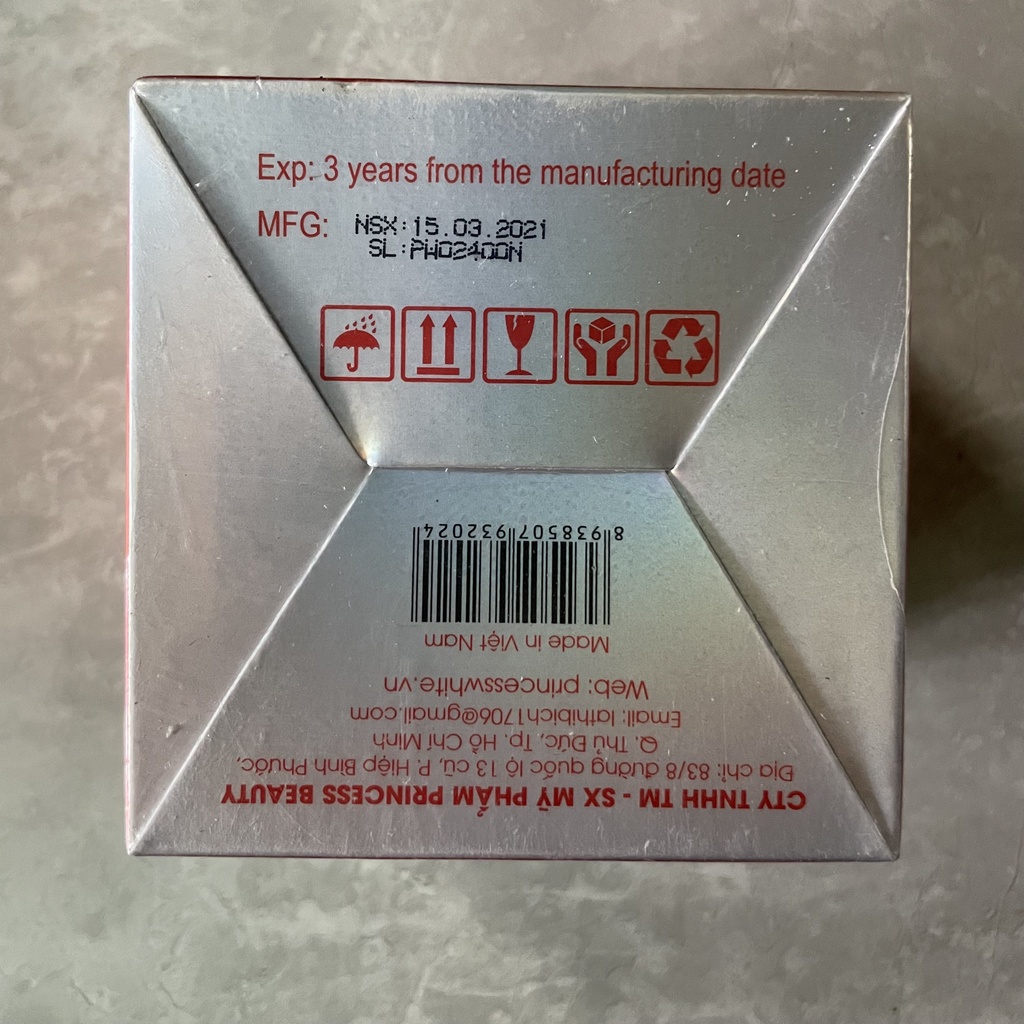 Exp: 3 years from the manufacturing date
MFG: NSX:15.03.2021
SL:PW02400N
CTY TNHH TM - SX MỸ PHẨM PRINCESS BEAUTY
Địa chỉ: 83/8 đường quốc lộ 13 cũ, P. Hiệp Bình Phước,
Q. Thủ Đức, Tp. Hồ Chí Minh
Email: lathibich1706@gmail.com
Web: princesswhite.vn
Made in Việt Nam
8 938507 932024